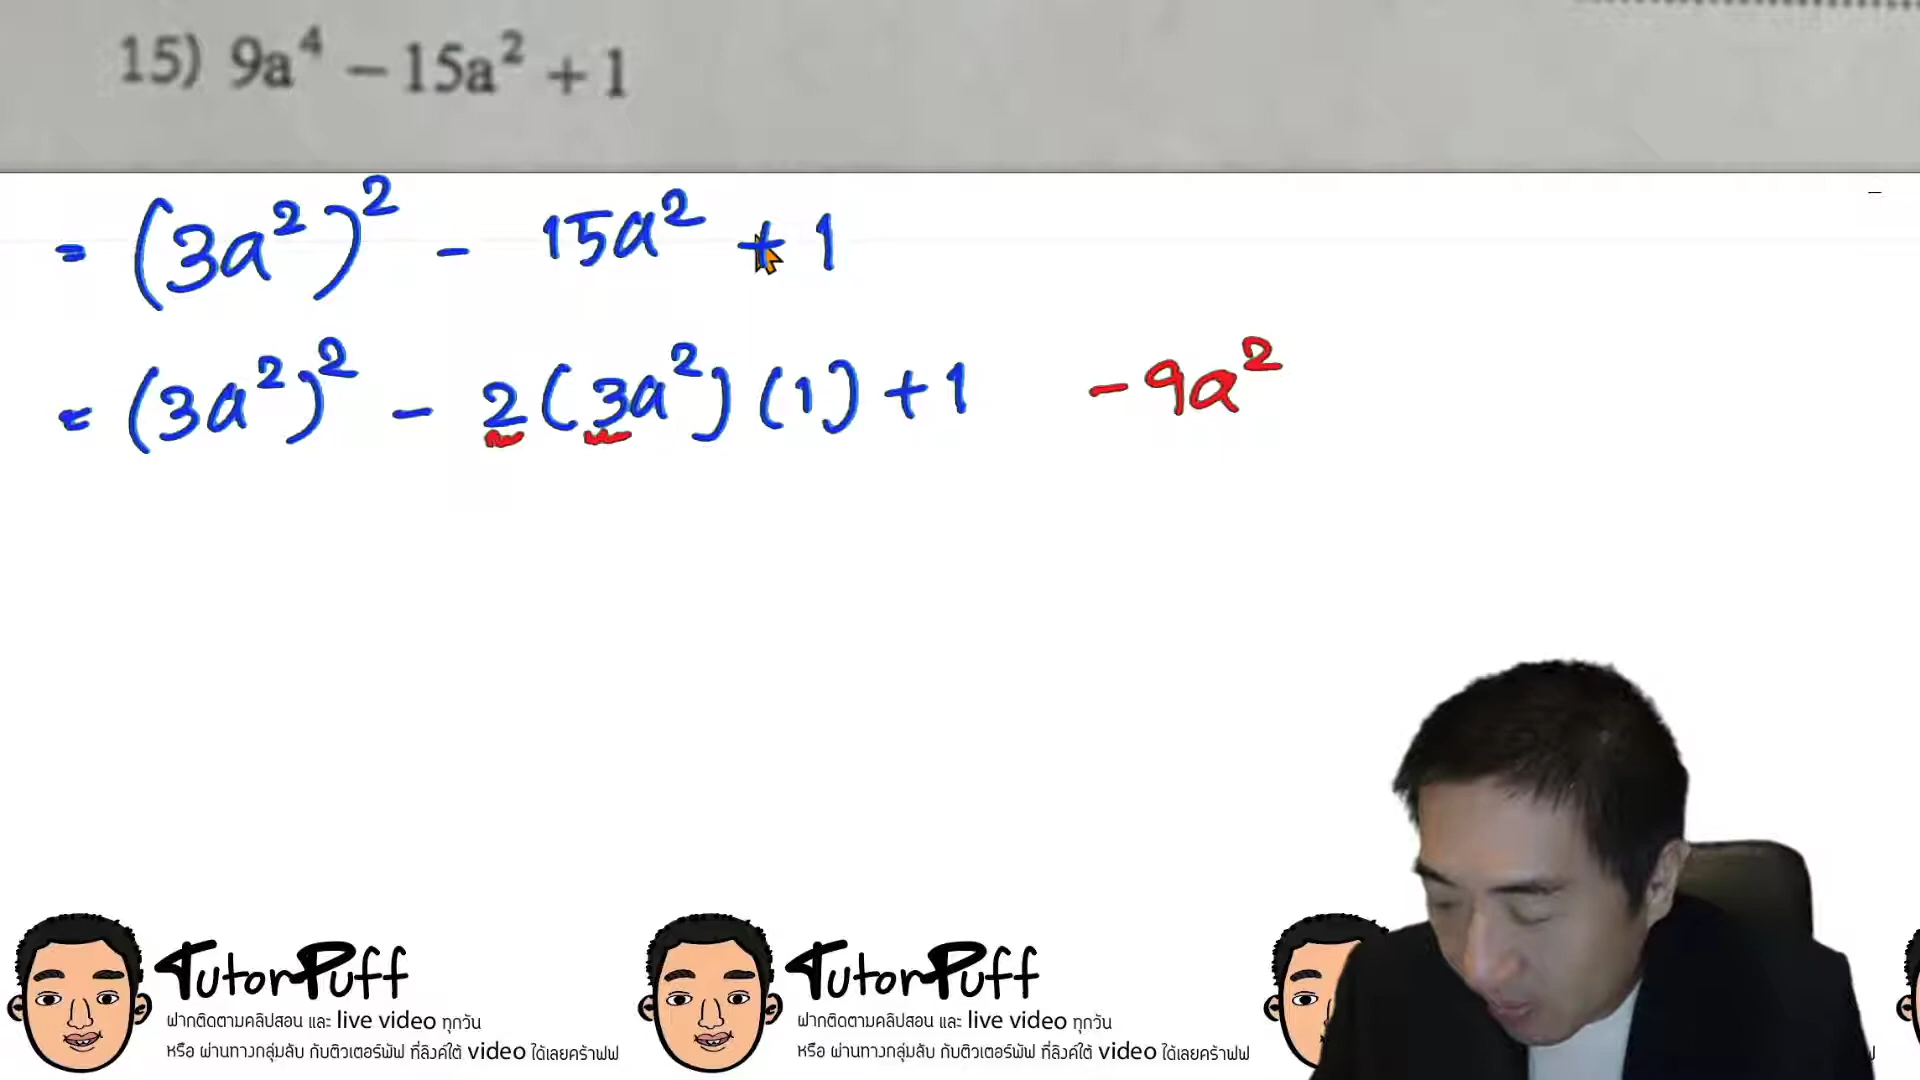 15) 9a⁴ − 15a² + 1
= (3a²)² − 15a² + 1
= (3a²)² − 2(3a²)(1) + 1 − 9a²
TutorPuff
ฝากติดตามคลิปสอน และ live video ทุกวัน
หรือ ผ่านทางกลุ่มลับ กับติวเตอร์พัฟ ที่ลิงค์ใต้ video ได้เลยคร้าฟฟ
TutorPuff
ฝากติดตามคลิปสอน และ live video ทุกวัน
หรือ ผ่านทางกลุ่มลับ กับติวเตอร์พัฟ ที่ลิงค์ใต้ video ได้เลยคร้าฟฟ